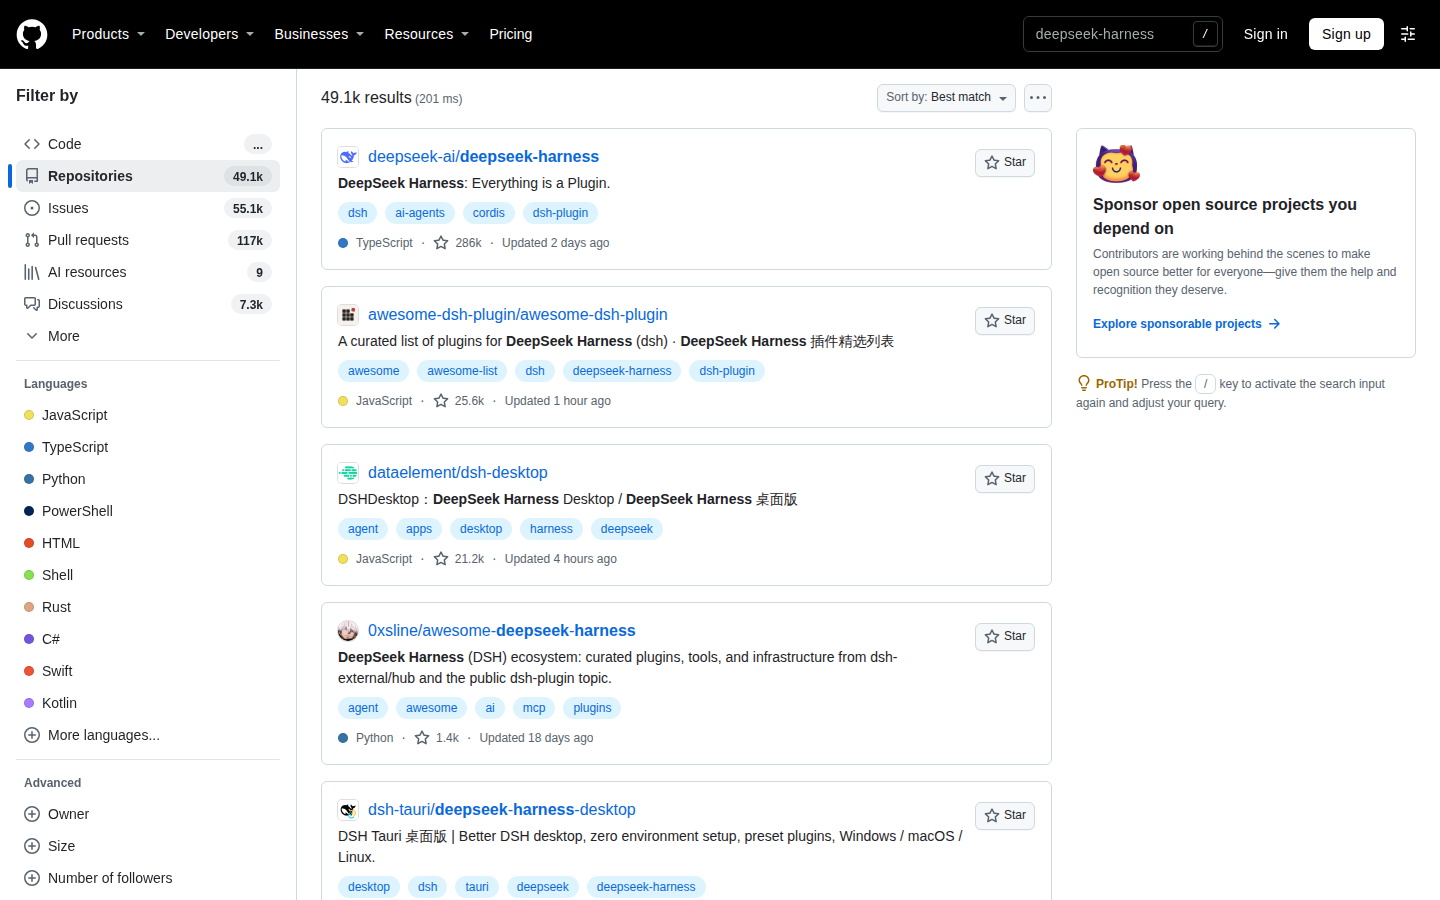 Products
Developers
Businesses
Resources
Pricing
deepseek-harness
/
Sign in
Sign up
Filter by
Code
...
Repositories
49.1k
Issues
55.1k
Pull requests
117k
AI resources
9
Discussions
7.3k
More
Languages
JavaScript
TypeScript
Python
PowerShell
HTML
Shell
Rust
C#
Swift
Kotlin
More languages...
Advanced
Owner
Size
Number of followers
49.1k results (201 ms)
Sort by: Best match
deepseek-ai/deepseek-harness
Star
DeepSeek Harness: Everything is a Plugin.
dsh ai-agents cordis dsh-plugin
TypeScript · 286k · Updated 2 days ago
awesome-dsh-plugin/awesome-dsh-plugin
Star
A curated list of plugins for DeepSeek Harness (dsh) · DeepSeek Harness 插件精选列表
awesome awesome-list dsh deepseek-harness dsh-plugin
JavaScript · 25.6k · Updated 1 hour ago
dataelement/dsh-desktop
Star
DSHDesktop：DeepSeek Harness Desktop / DeepSeek Harness 桌面版
agent apps desktop harness deepseek
JavaScript · 21.2k · Updated 4 hours ago
0xsline/awesome-deepseek-harness
Star
DeepSeek Harness (DSH) ecosystem: curated plugins, tools, and infrastructure from dsh-
external/hub and the public dsh-plugin topic.
agent awesome ai mcp plugins
Python · 1.4k · Updated 18 days ago
dsh-tauri/deepseek-harness-desktop
Star
DSH Tauri 桌面版 | Better DSH desktop, zero environment setup, preset plugins, Windows / macOS /
Linux.
desktop dsh tauri deepseek deepseek-harness
Sponsor open source projects you
depend on
Contributors are working behind the scenes to make
open source better for everyone—give them the help and
recognition they deserve.
Explore sponsorable projects
ProTip! Press the / key to activate the search input
again and adjust your query.